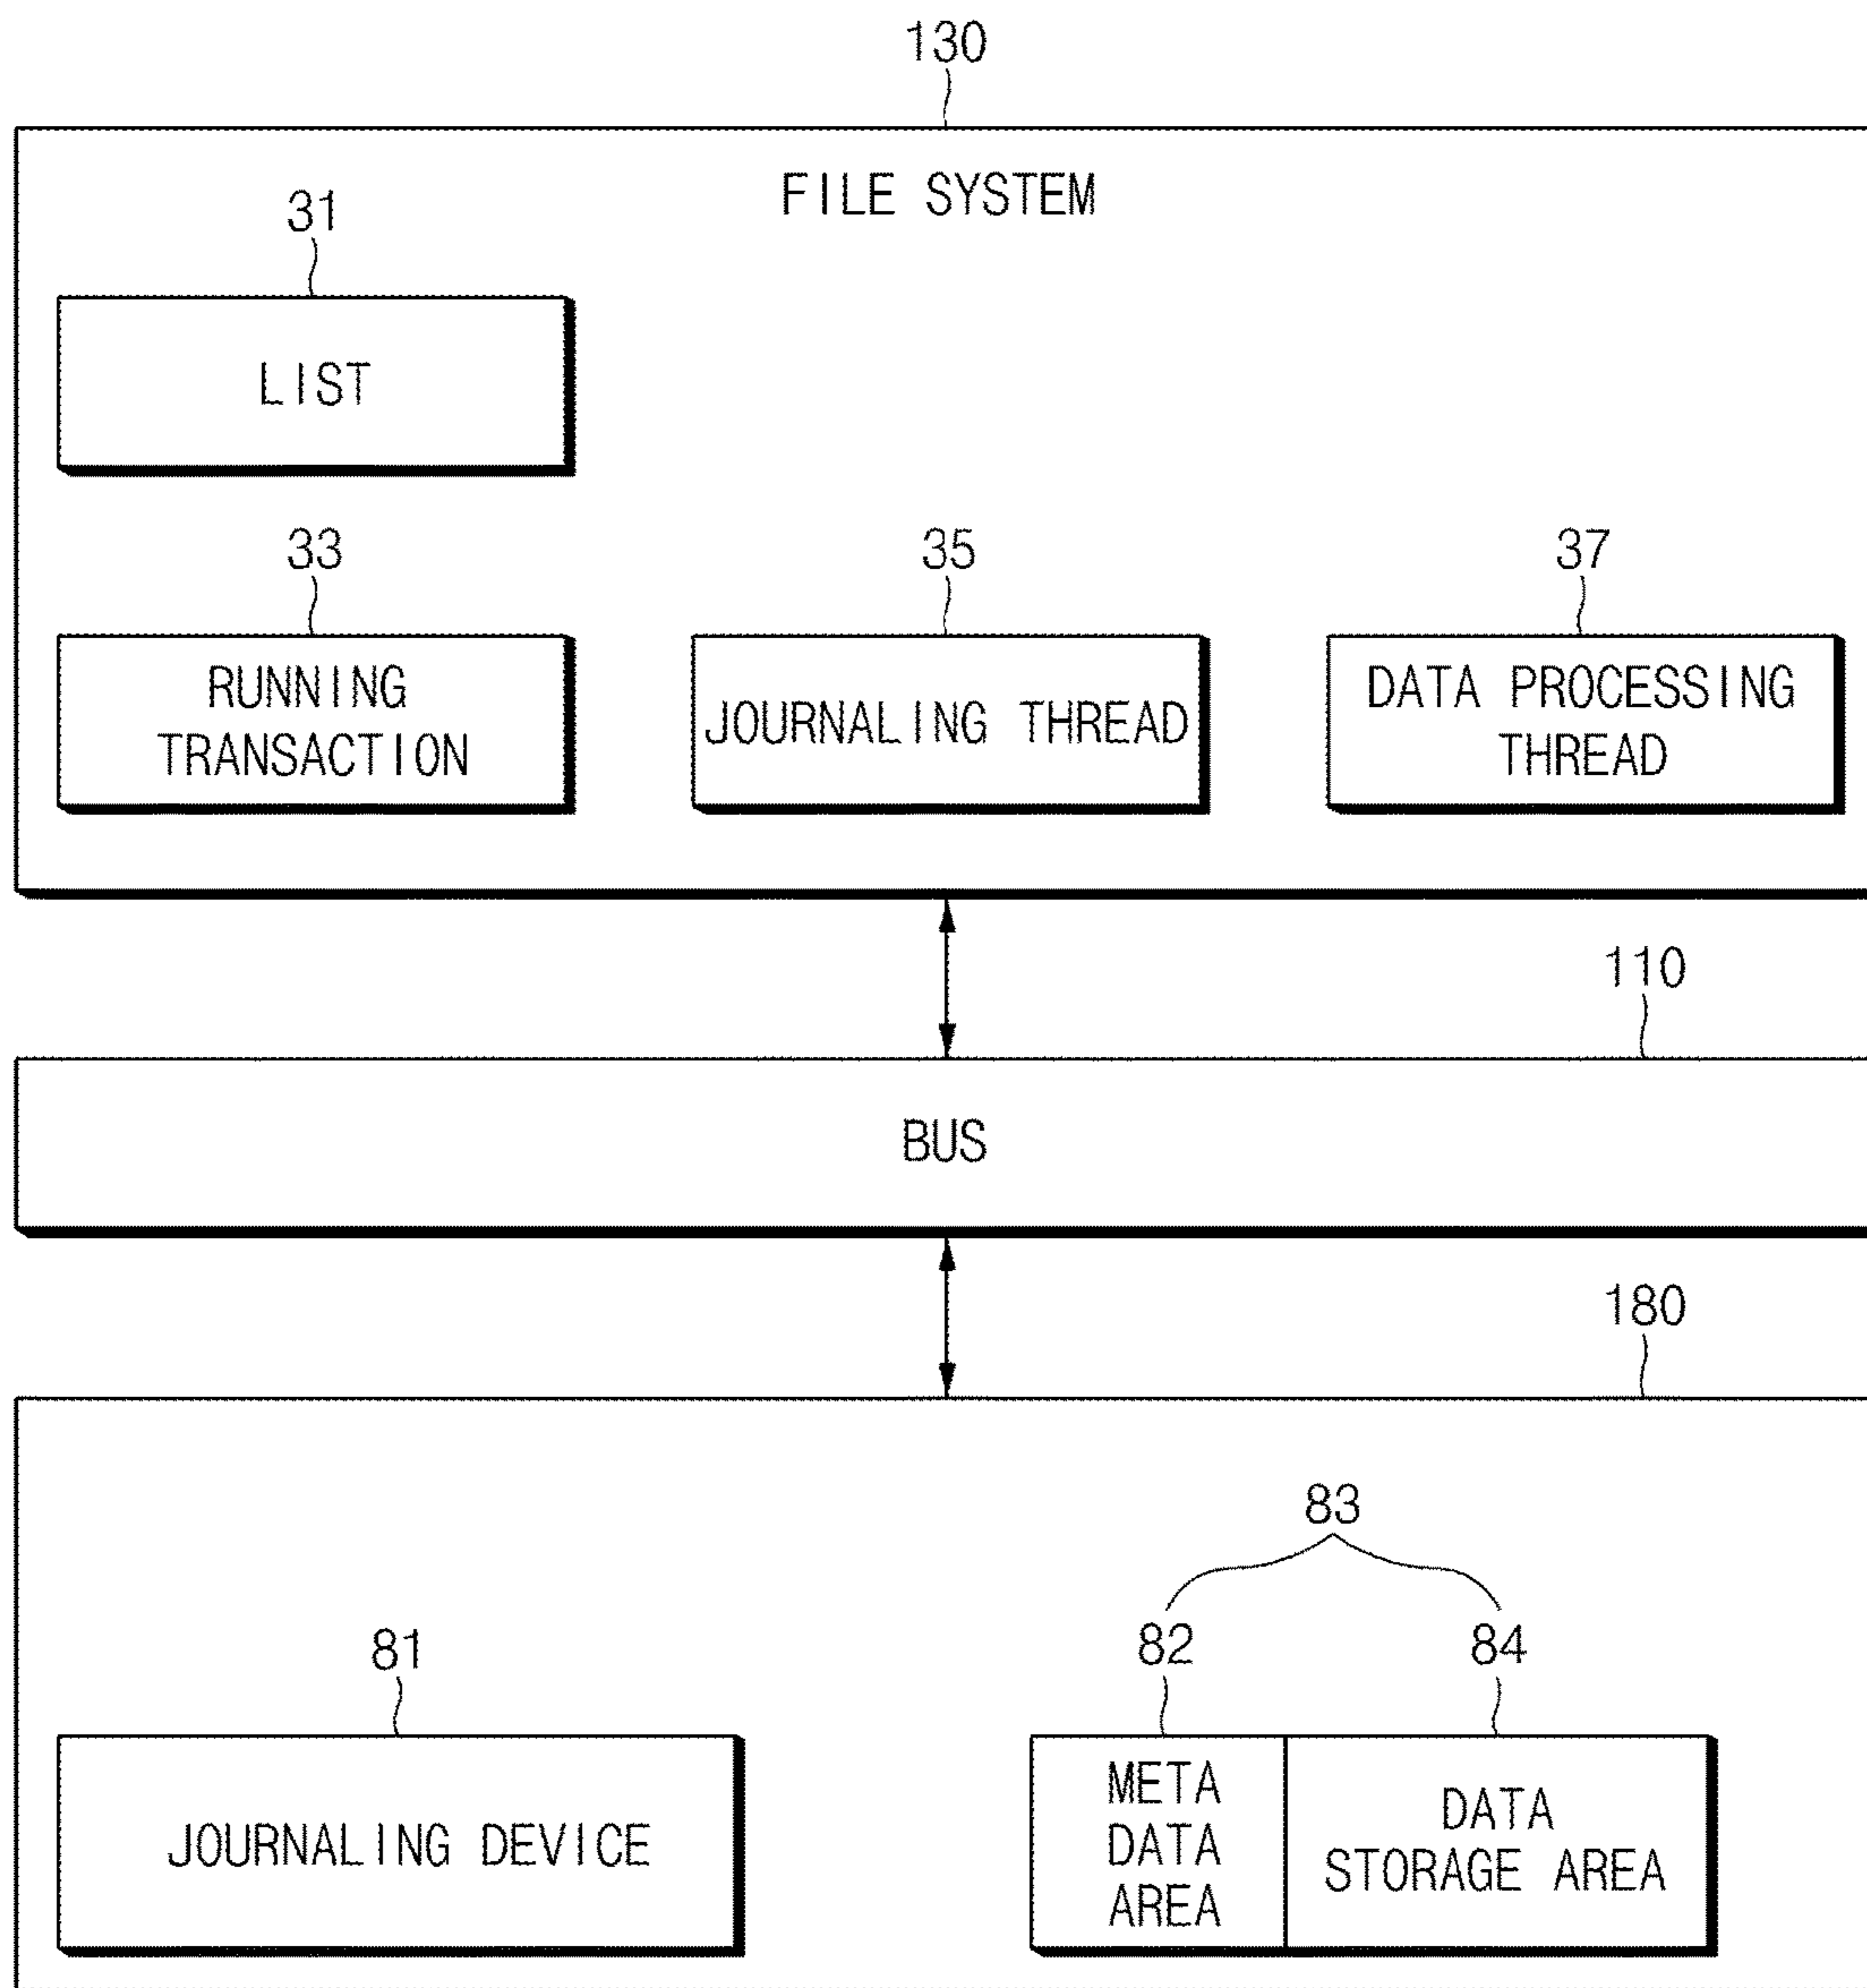 130
FILE SYSTEM
31
LIST
33
35
37
RUNNING
TRANSACTION
JOURNALING THREAD
DATA PROCESSING
THREAD
110
BUS
180
83
81
82
84
JOURNALING DEVICE
META
DATA
AREA
DATA
STORAGE AREA